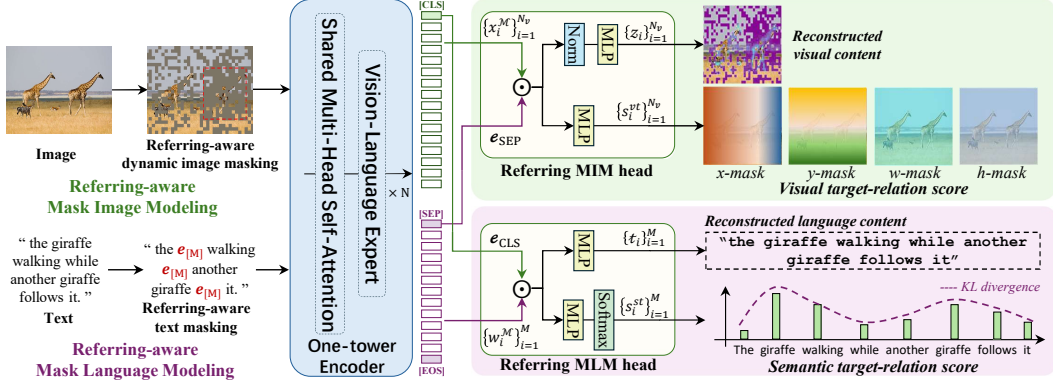 Image
Referring-aware
dynamic image masking
Referring-aware
Mask Image Modeling
“ the giraffe
walking while
another giraffe
follows it. ”
Text
“ the e[M] walking
e[M] another
giraffe e[M] it. ”
Referring-aware
text masking
Referring-aware
Mask Language Modeling
Shared Multi-Head Self-Attention
Vision-Language Expert
× N
One-tower
Encoder
[CLS]
[SEP]
[EOS]
{x_i^ℳ}_{i=1}^{N_v}
e_SEP
Norm
MLP
{z_i}_{i=1}^{N_v}
MLP
{s_i^{vt}}_{i=1}^{N_v}
Referring MIM head
Reconstructed
visual content
x-mask
y-mask
w-mask
h-mask
Visual target-relation score
e_CLS
{w_i^ℳ}_{i=1}^M
MLP
{t_i}_{i=1}^M
MLP
Softmax
{s_i^{st}}_{i=1}^M
Referring MLM head
Reconstructed language content
“the giraffe walking while another
giraffe follows it”
---- KL divergence
The giraffe walking while another giraffe follows it
Semantic target-relation score